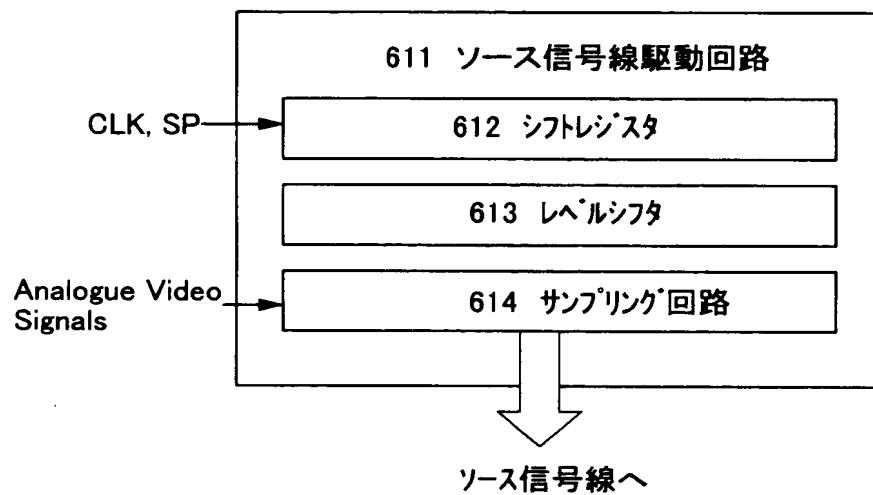 611 ソース信号線駆動回路
CLK, SP
612 シフトレジスタ
613 レベルシフタ
Analogue Video
Signals
614 サンプリング回路
ソース信号線へ